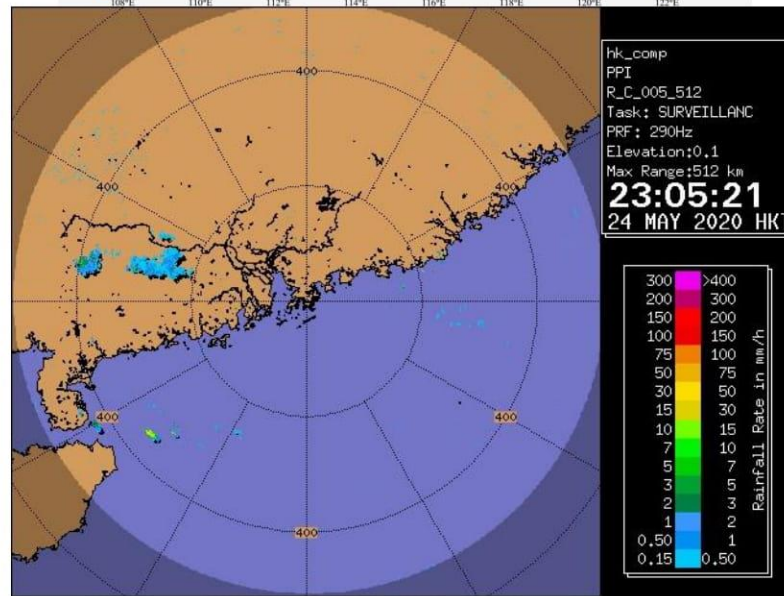 108°E 110°E 112°E 114°E 116°E 118°E 120°E 122°E
hk_comp
PPI
R_C_005_512
Task: SURVEILLANC
PRF: 290Hz
Elevation:0.1
Max Range:512 km
23:05:21
24 MAY 2020 HKT
400
400
400
400
400
400
300 >400
200 300
150 200
100 150
75 100
50 75
30 50
15 30
10 15
7 10
5 7
3 5
2 3
1 2
0.50 1
0.15 0.50
Rainfall Rate in mm/h